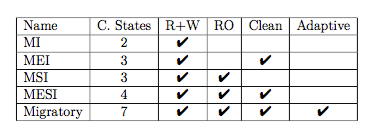 Name C. States R+W RO Clean Adaptive
MI 2 ✔
MEI 3 ✔ ✔
MSI 3 ✔ ✔
MESI 4 ✔ ✔ ✔
Migratory 7 ✔ ✔ ✔ ✔